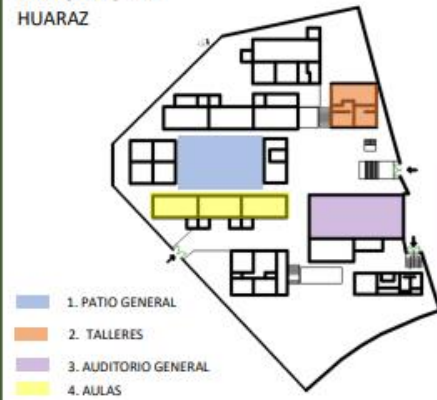 HUARAZ
1. PATIO GENERAL
2. TALLERES
3. AUDITORIO GENERAL
4. AULAS